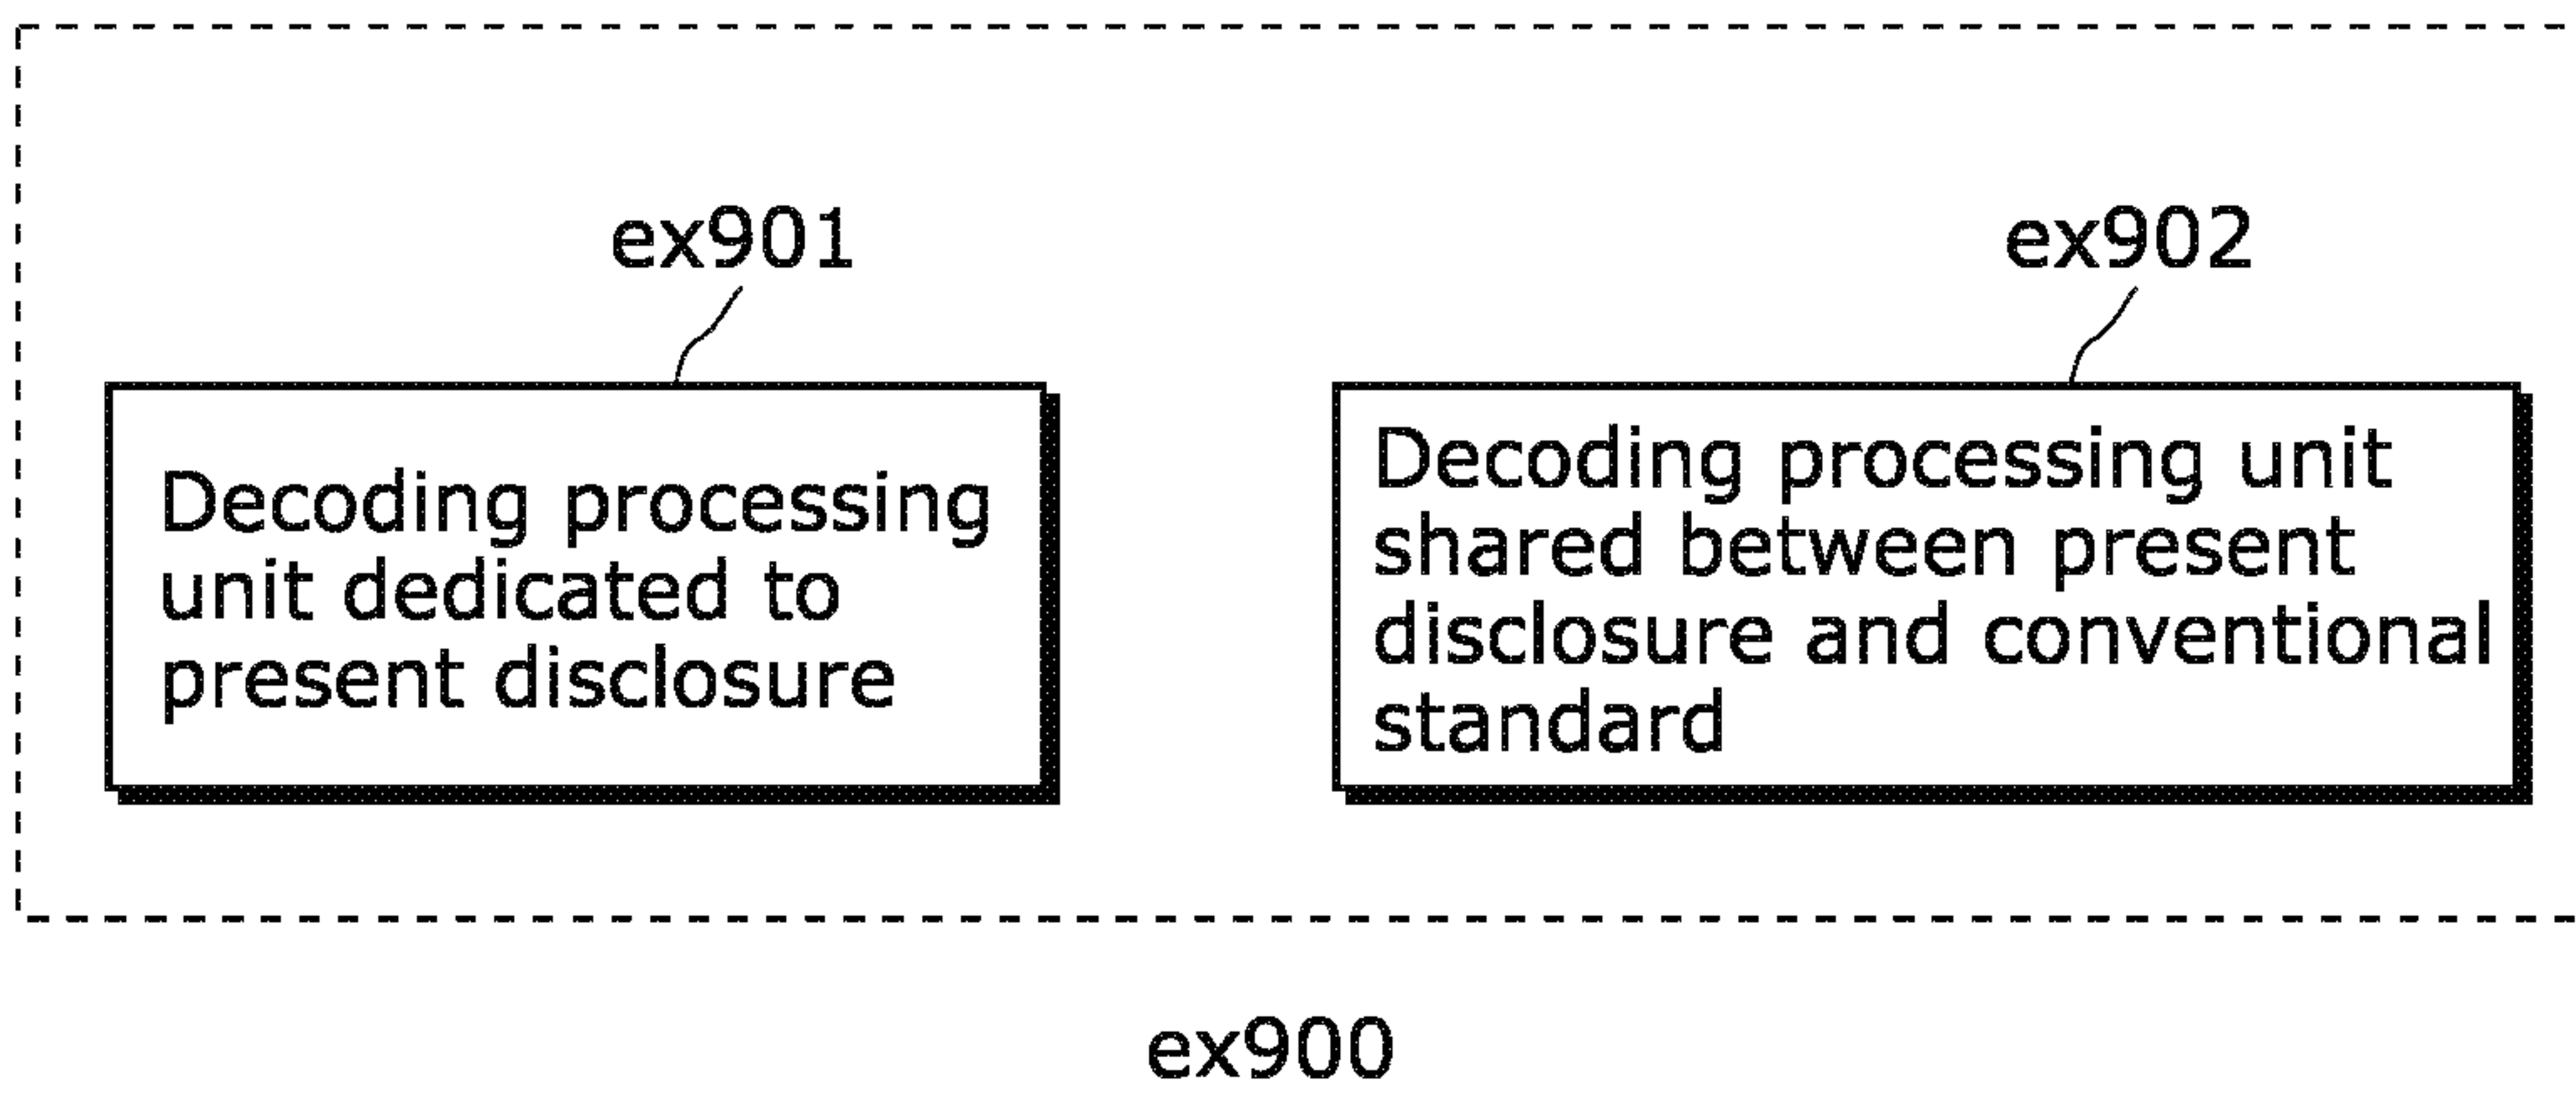 ex901
ex902
Decoding processing
unit dedicated to
present disclosure
Decoding processing unit
shared between present
disclosure and conventional
standard
ex900